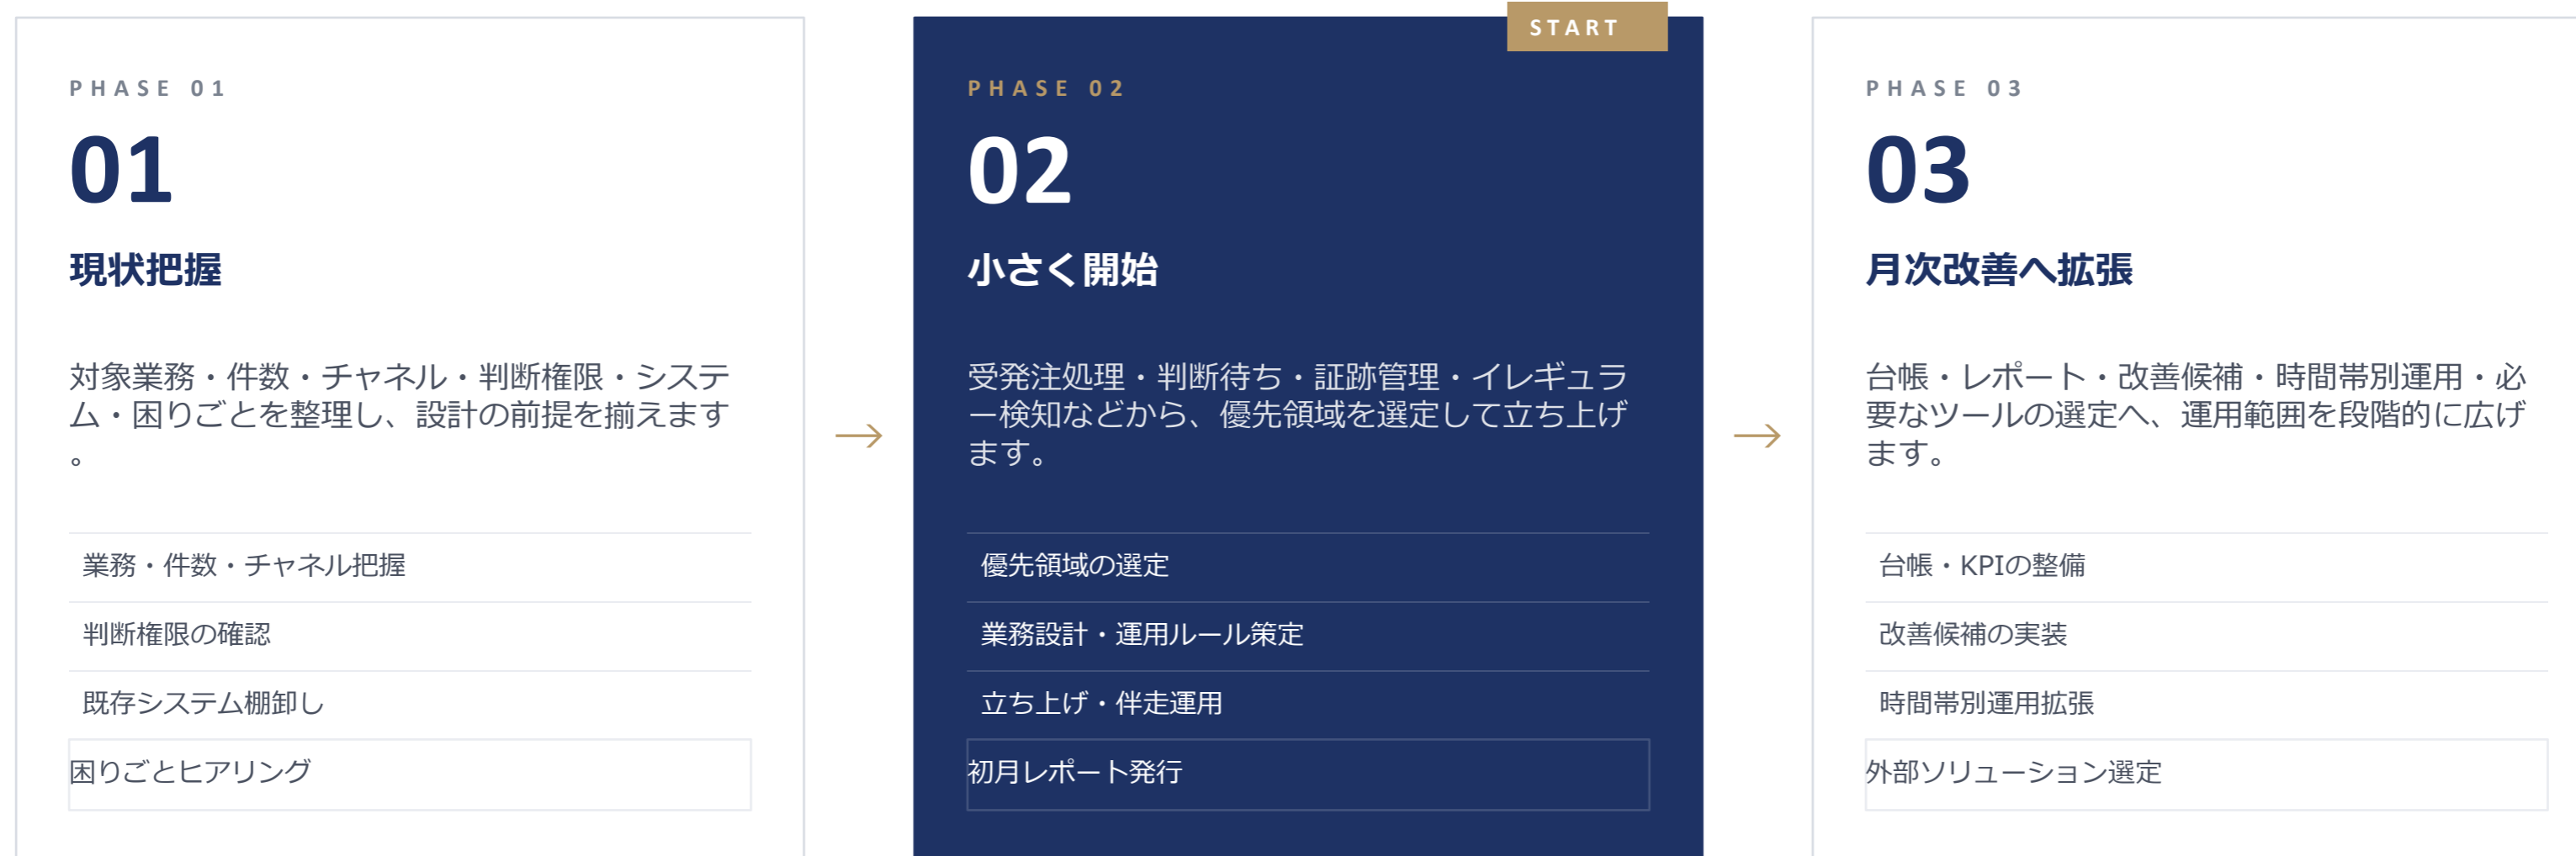 PHASE 01
01
現状把握
対象業務・件数・チャネル・判断権限・システ
ム・困りごとを整理し、設計の前提を揃えます
。
業務・件数・チャネル把握
判断権限の確認
既存システム棚卸し
困りごとヒアリング
→
START
PHASE 02
02
小さく開始
受発注処理・判断待ち・証跡管理・イレギュラ
ー検知などから、優先領域を選定して立ち上げ
ます。
優先領域の選定
業務設計・運用ルール策定
立ち上げ・伴走運用
初月レポート発行
→
PHASE 03
03
月次改善へ拡張
台帳・レポート・改善候補・時間帯別運用・必
要なツールの選定へ、運用範囲を段階的に広げ
ます。
台帳・KPIの整備
改善候補の実装
時間帯別運用拡張
外部ソリューション選定